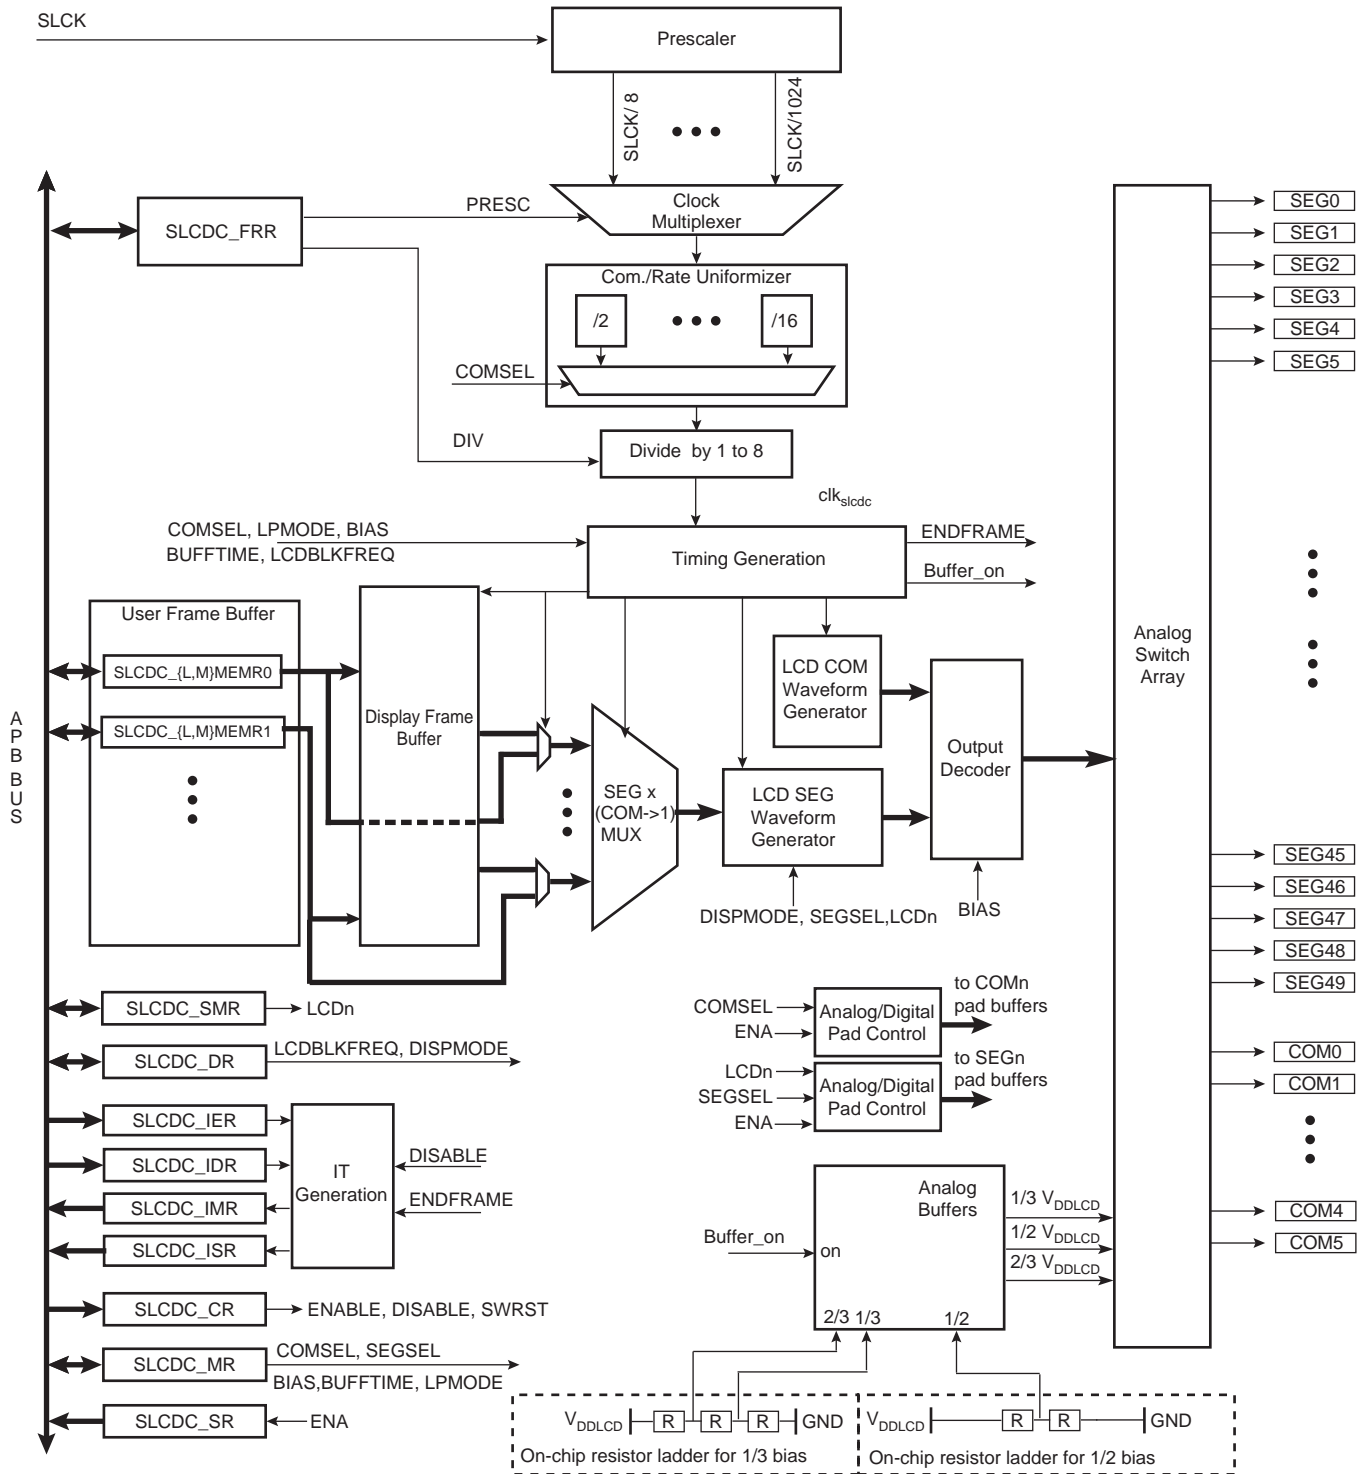 SLCK
Prescaler
SLCK/ 8
SLCK/1024
PRESC
Clock
Multiplexer
SLCDC_FRR
Com./Rate Uniformizer
/2
/16
COMSEL
DIV
Divide by 1 to 8
clkslcdc
COMSEL, LPMODE, BIAS
BUFFTIME, LCDBLKFREQ
Timing Generation
ENDFRAME
Buffer_on
User Frame Buffer
SLCDC_{L,M}MEMR0
SLCDC_{L,M}MEMR1
Display Frame
Buffer
SEG x
(COM->1)
MUX
LCD COM
Waveform
Generator
LCD SEG
Waveform
Generator
Output
Decoder
DISPMODE, SEGSEL,LCDn
BIAS
Analog
Switch
Array
APB BUS
SEG0
SEG1
SEG2
SEG3
SEG4
SEG5
SEG45
SEG46
SEG47
SEG48
SEG49
COM0
COM1
COM4
COM5
SLCDC_SMR
LCDn
SLCDC_DR
LCDBLKFREQ, DISPMODE
SLCDC_IER
SLCDC_IDR
SLCDC_IMR
SLCDC_ISR
IT
Generation
DISABLE
ENDFRAME
SLCDC_CR
ENABLE, DISABLE, SWRST
SLCDC_MR
COMSEL, SEGSEL
BIAS,BUFFTIME, LPMODE
SLCDC_SR
ENA
COMSEL
ENA
Analog/Digital
Pad Control
to COMn
pad buffers
LCDn
SEGSEL
ENA
Analog/Digital
Pad Control
to SEGn
pad buffers
Buffer_on
on
Analog
Buffers
2/3 1/3
1/2
1/3 VDDLCD
1/2 VDDLCD
2/3 VDDLCD
VDDLCD R R R GND
On-chip resistor ladder for 1/3 bias
VDDLCD R R GND
On-chip resistor ladder for 1/2 bias